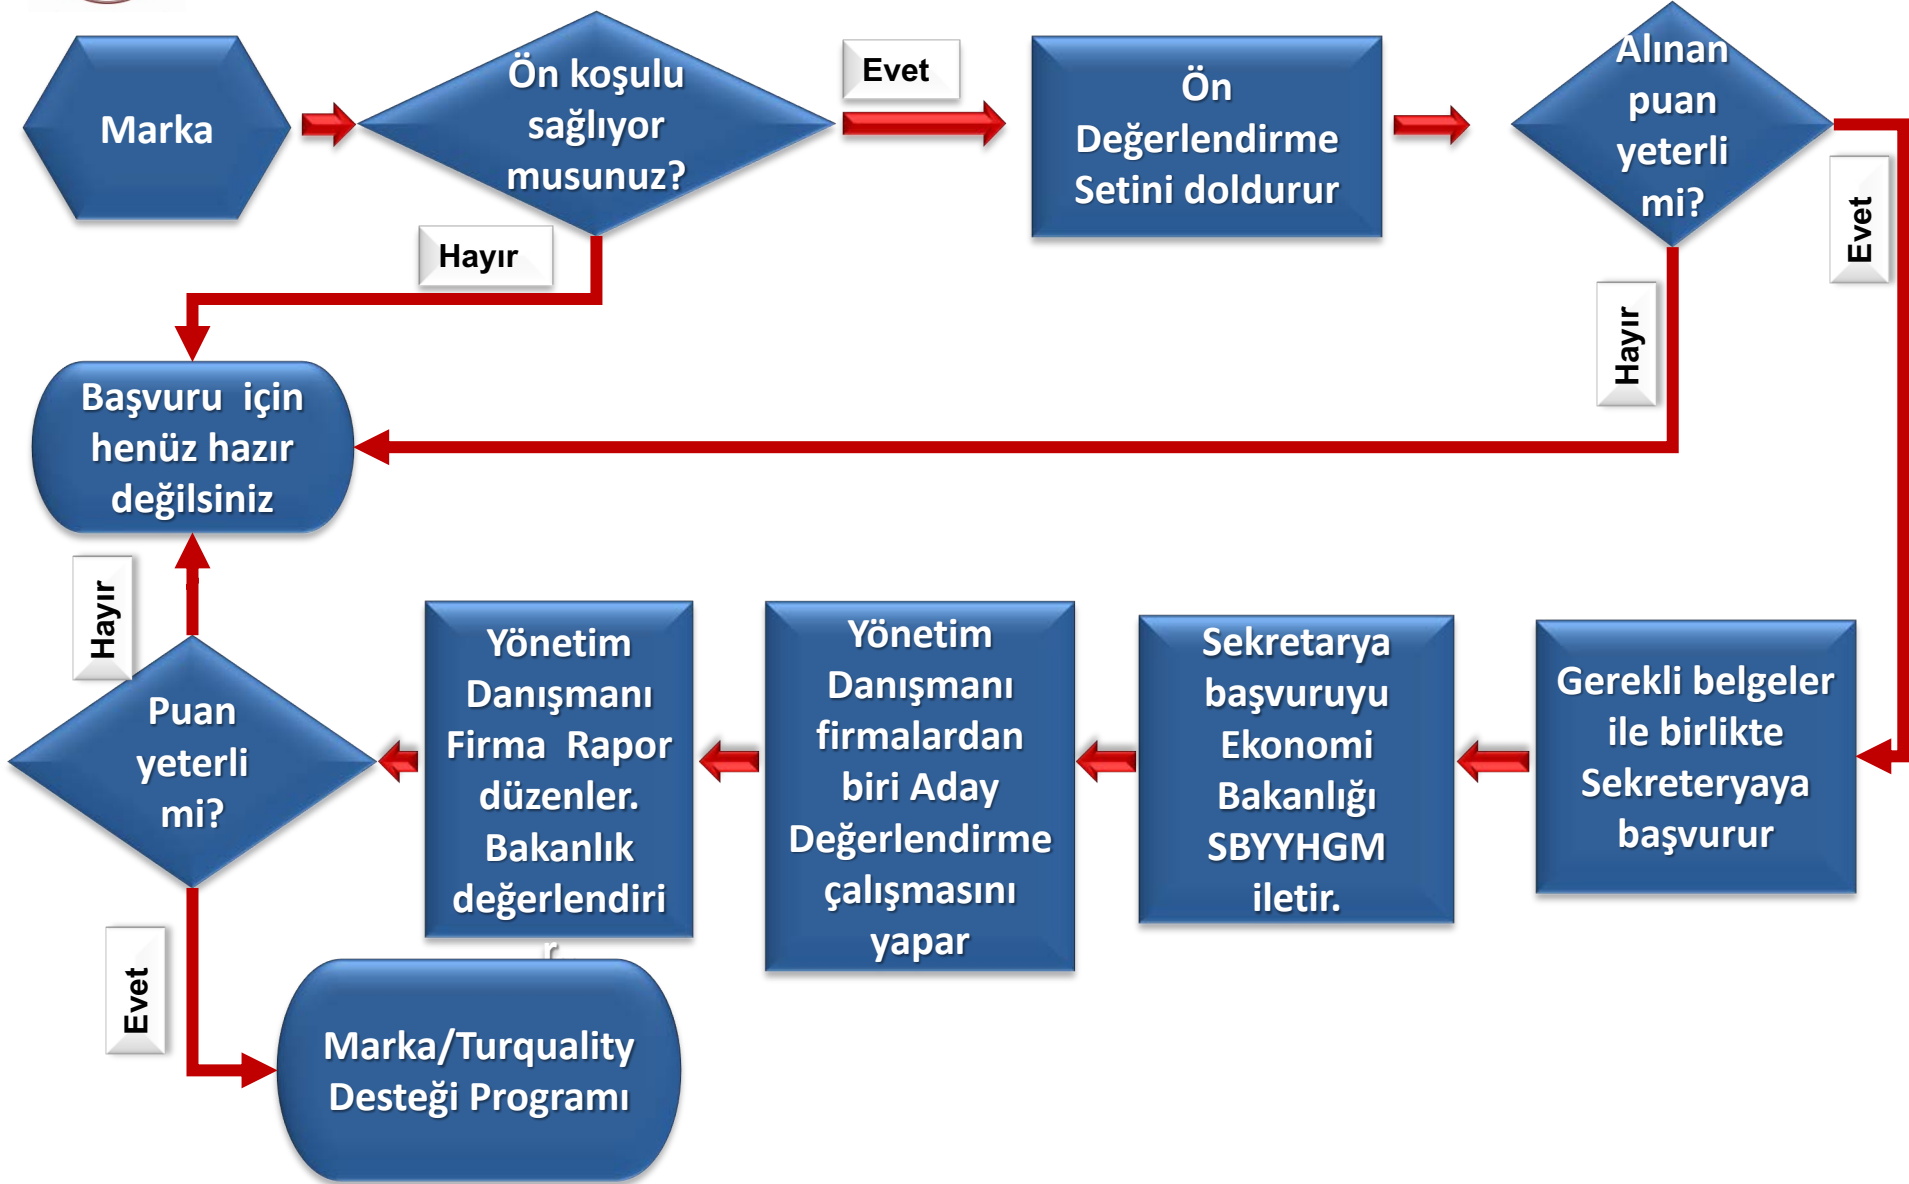 Marka
Ön koşulu
sağlıyor
musunuz?
Evet
Ön
Değerlendirme
Setini doldurur
Alınan
puan
yeterli
mi?
Evet
Hayır
Hayır
Başvuru  için
henüz hazır
değilsiniz
Gerekli belgeler
ile birlikte
Sekreteryaya
başvurur
Sekretarya
başvuruyu
Ekonomi
Bakanlığı
SBYYHGM
iletir.
Yönetim
Danışmanı
firmalardan
biri Aday
Değerlendirme
çalışmasını
yapar
Yönetim
Danışmanı
Firma  Rapor
düzenler.
Bakanlık
değerlendiri
r
Puan
yeterli
mi?
Hayır
Evet
Marka/Turquality
Desteği Programı